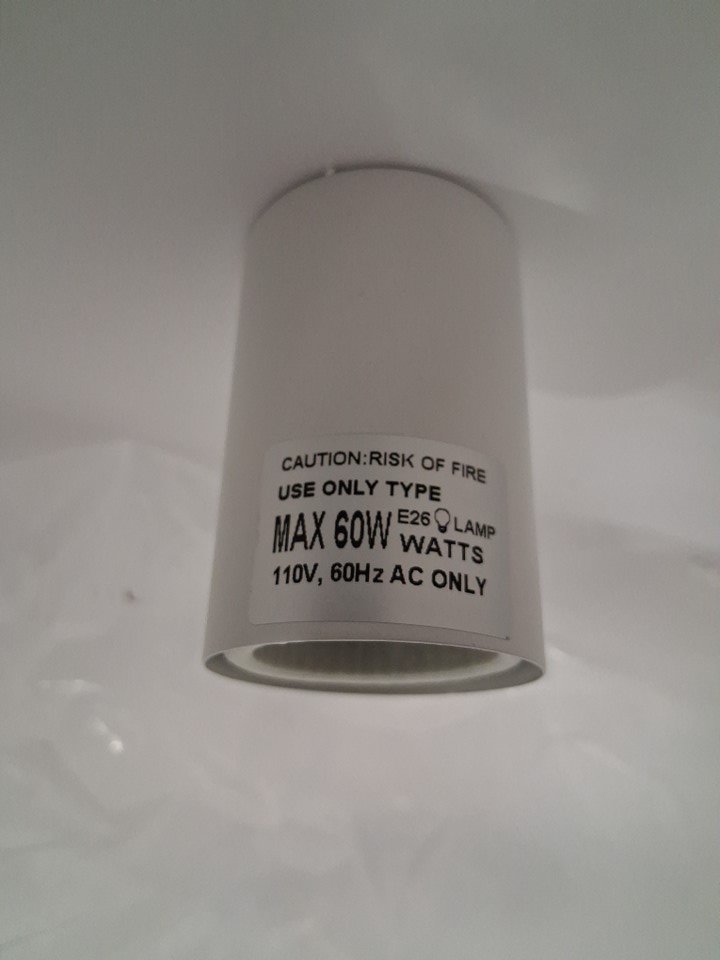 CAUTION:RISK OF FIRE
USE ONLY TYPE
MAX 60W E26 LAMP
WATTS
110V, 60Hz AC ONLY